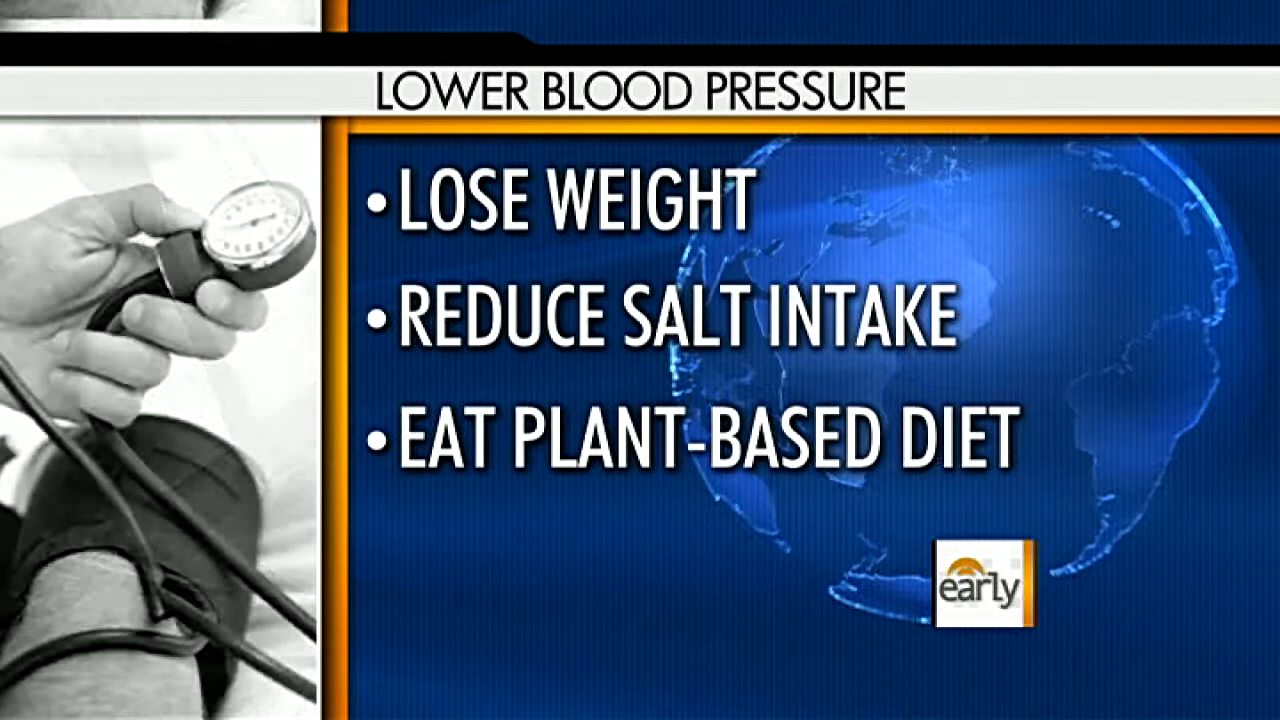 LOWER BLOOD PRESSURE
• LOSE WEIGHT
• REDUCE SALT INTAKE
• EAT PLANT-BASED DIET
early